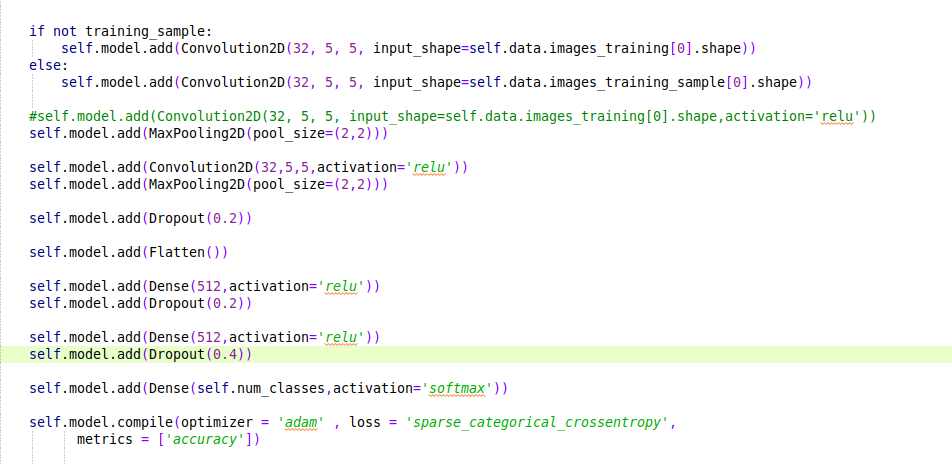 if not training_sample:
    self.model.add(Convolution2D(32, 5, 5, input_shape=self.data.images_training[0].shape))
else:
    self.model.add(Convolution2D(32, 5, 5, input_shape=self.data.images_training_sample[0].shape))
#self.model.add(Convolution2D(32, 5, 5, input_shape=self.data.images_training[0].shape,activation='relu'))
self.model.add(MaxPooling2D(pool_size=(2,2)))
self.model.add(Convolution2D(32,5,5,activation='relu'))
self.model.add(MaxPooling2D(pool_size=(2,2)))
self.model.add(Dropout(0.2))
self.model.add(Flatten())
self.model.add(Dense(512,activation='relu'))
self.model.add(Dropout(0.2))
self.model.add(Dense(512,activation='relu'))
self.model.add(Dropout(0.4))
self.model.add(Dense(self.num_classes,activation='softmax'))
self.model.compile(optimizer = 'adam' , loss = 'sparse_categorical_crossentropy',
      metrics = ['accuracy'])